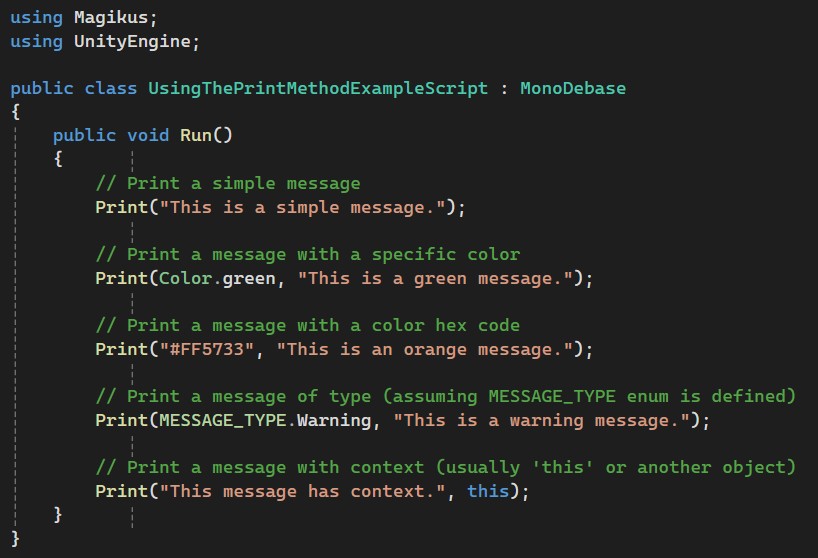 using Magikus;
using UnityEngine;

public class UsingThePrintMethodExampleScript : MonoDebase
{
    public void Run()
    {
        // Print a simple message
        Print("This is a simple message.");

        // Print a message with a specific color
        Print(Color.green, "This is a green message.");

        // Print a message with a color hex code
        Print("#FF5733", "This is an orange message.");

        // Print a message of type (assuming MESSAGE_TYPE enum is defined)
        Print(MESSAGE_TYPE.Warning, "This is a warning message.");

        // Print a message with context (usually 'this' or another object)
        Print("This message has context.", this);
    }
}